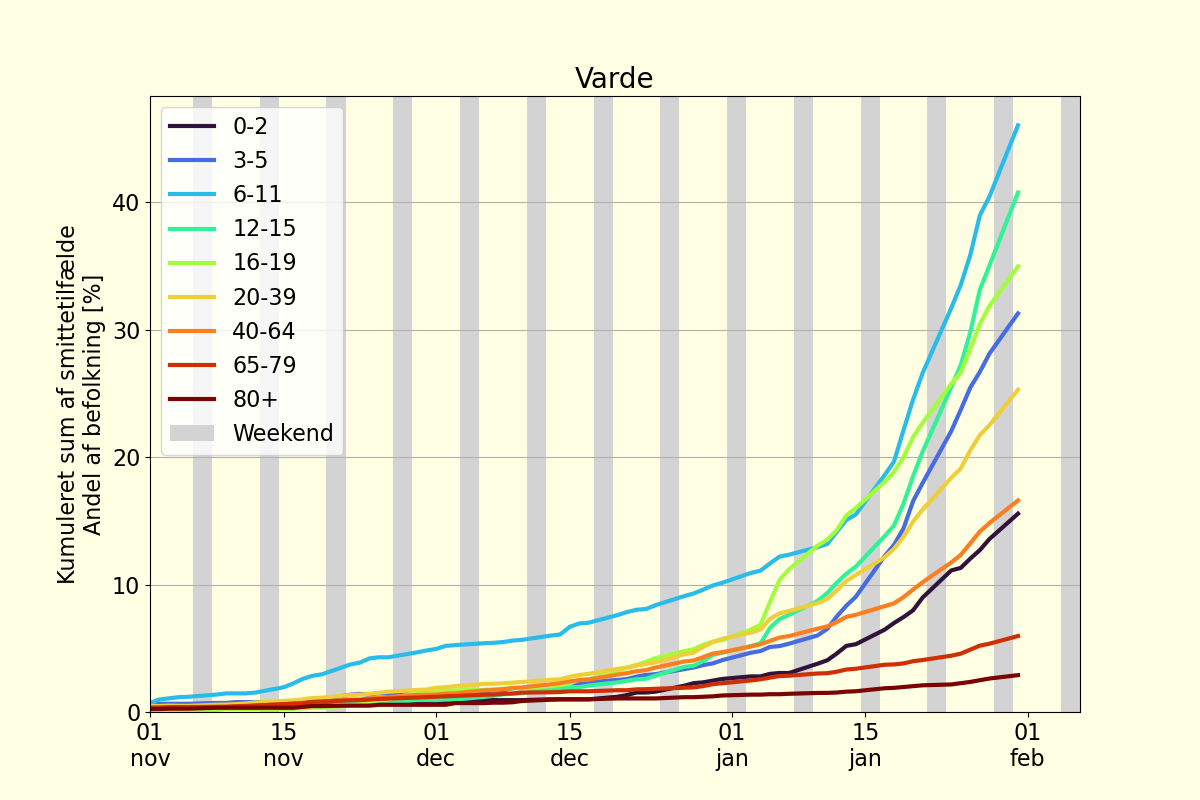 Varde
Kumuleret sum af smittetilfælde
Andel af befolkning [%]
40
30
20
10
0
0-2
3-5
6-11
12-15
16-19
20-39
40-64
65-79
80+
Weekend
01 15 01 15 01 15 01
nov nov dec dec jan jan feb